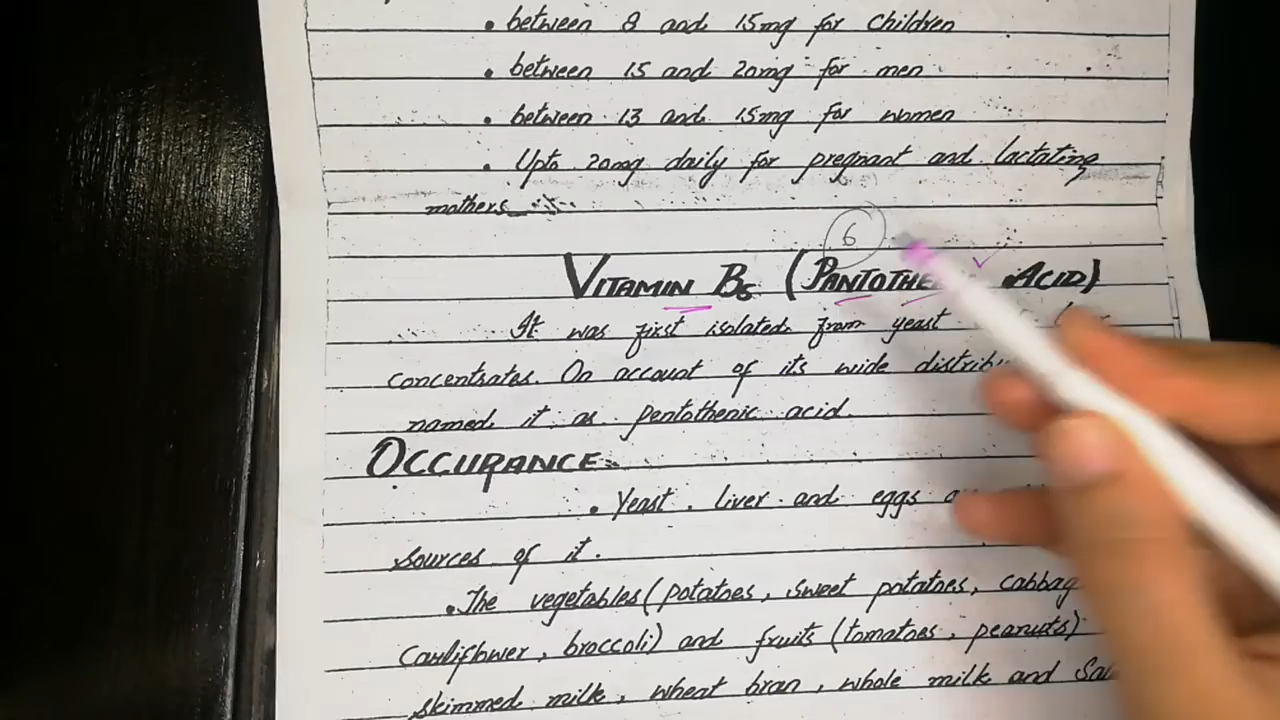 • between 8 and 15mg for children
• between 15 and 20mg for men
• between 13 and 15mg for women
• Upto 20mg daily for pregnant and lactating
mothers
6
VITAMIN B5 (PANTOTHE ACID)
It was first isolated from yeast
concentrates. On account of its wide
named it as pentothenic acid.
OCCURANCE:
• Yeast, liver and eggs
sources of it.
• The vegetables (potatoes, sweet potatoes,
cauliflower, broccoli) and fruits (tomatoes, peanuts)
skimmed milk, wheat bran, whole milk and